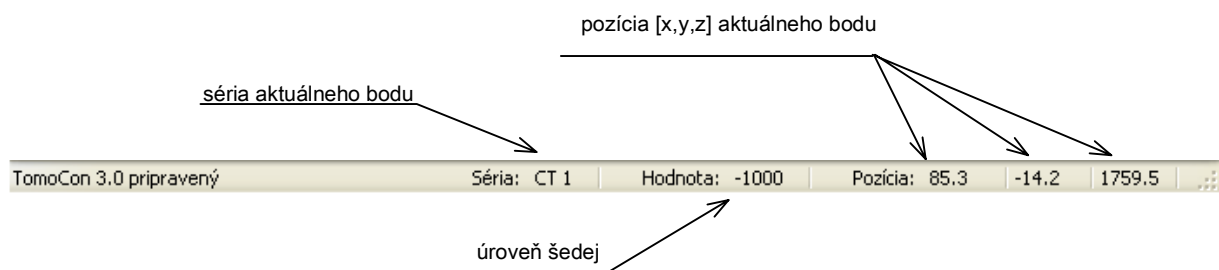 pozícia [x,y,z] aktuálneho bodu
séria aktuálneho bodu
TomoCon 3.0 pripravený Séria: CT 1 Hodnota: -1000 Pozícia: 85.3 -14.2 1759.5
úroveň šedej